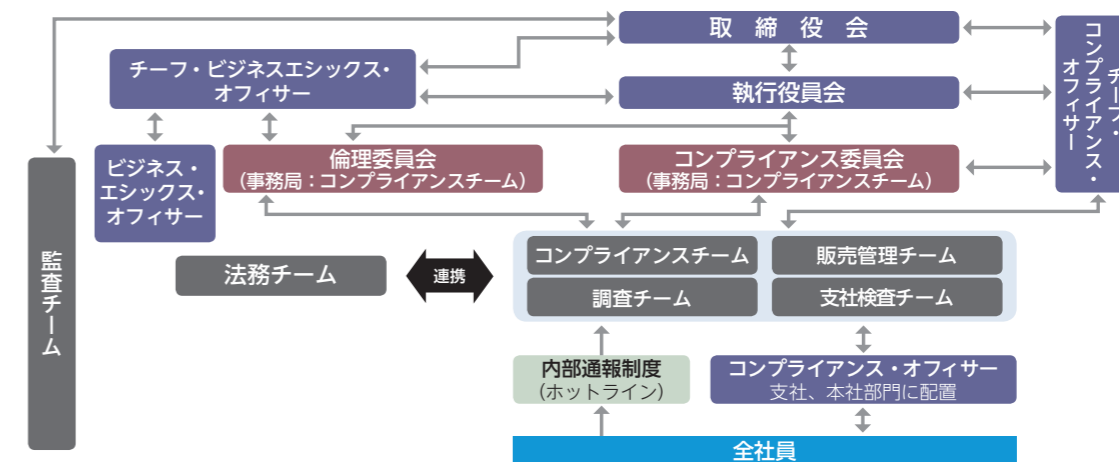 取締役会
チーフ・ビジネスエシックス・
オフィサー
執行役員会
チーフ・
コンプライアンス・
オフィサー
ビジネス・
エシックス・
オフィサー
倫理委員会
（事務局：コンプライアンスチーム）
コンプライアンス委員会
（事務局：コンプライアンスチーム）
監査チーム
法務チーム
連携
コンプライアンスチーム
販売管理チーム
調査チーム
支社検査チーム
内部通報制度
（ホットライン）
コンプライアンス・オフィサー
支社、本社部門に配置
全社員